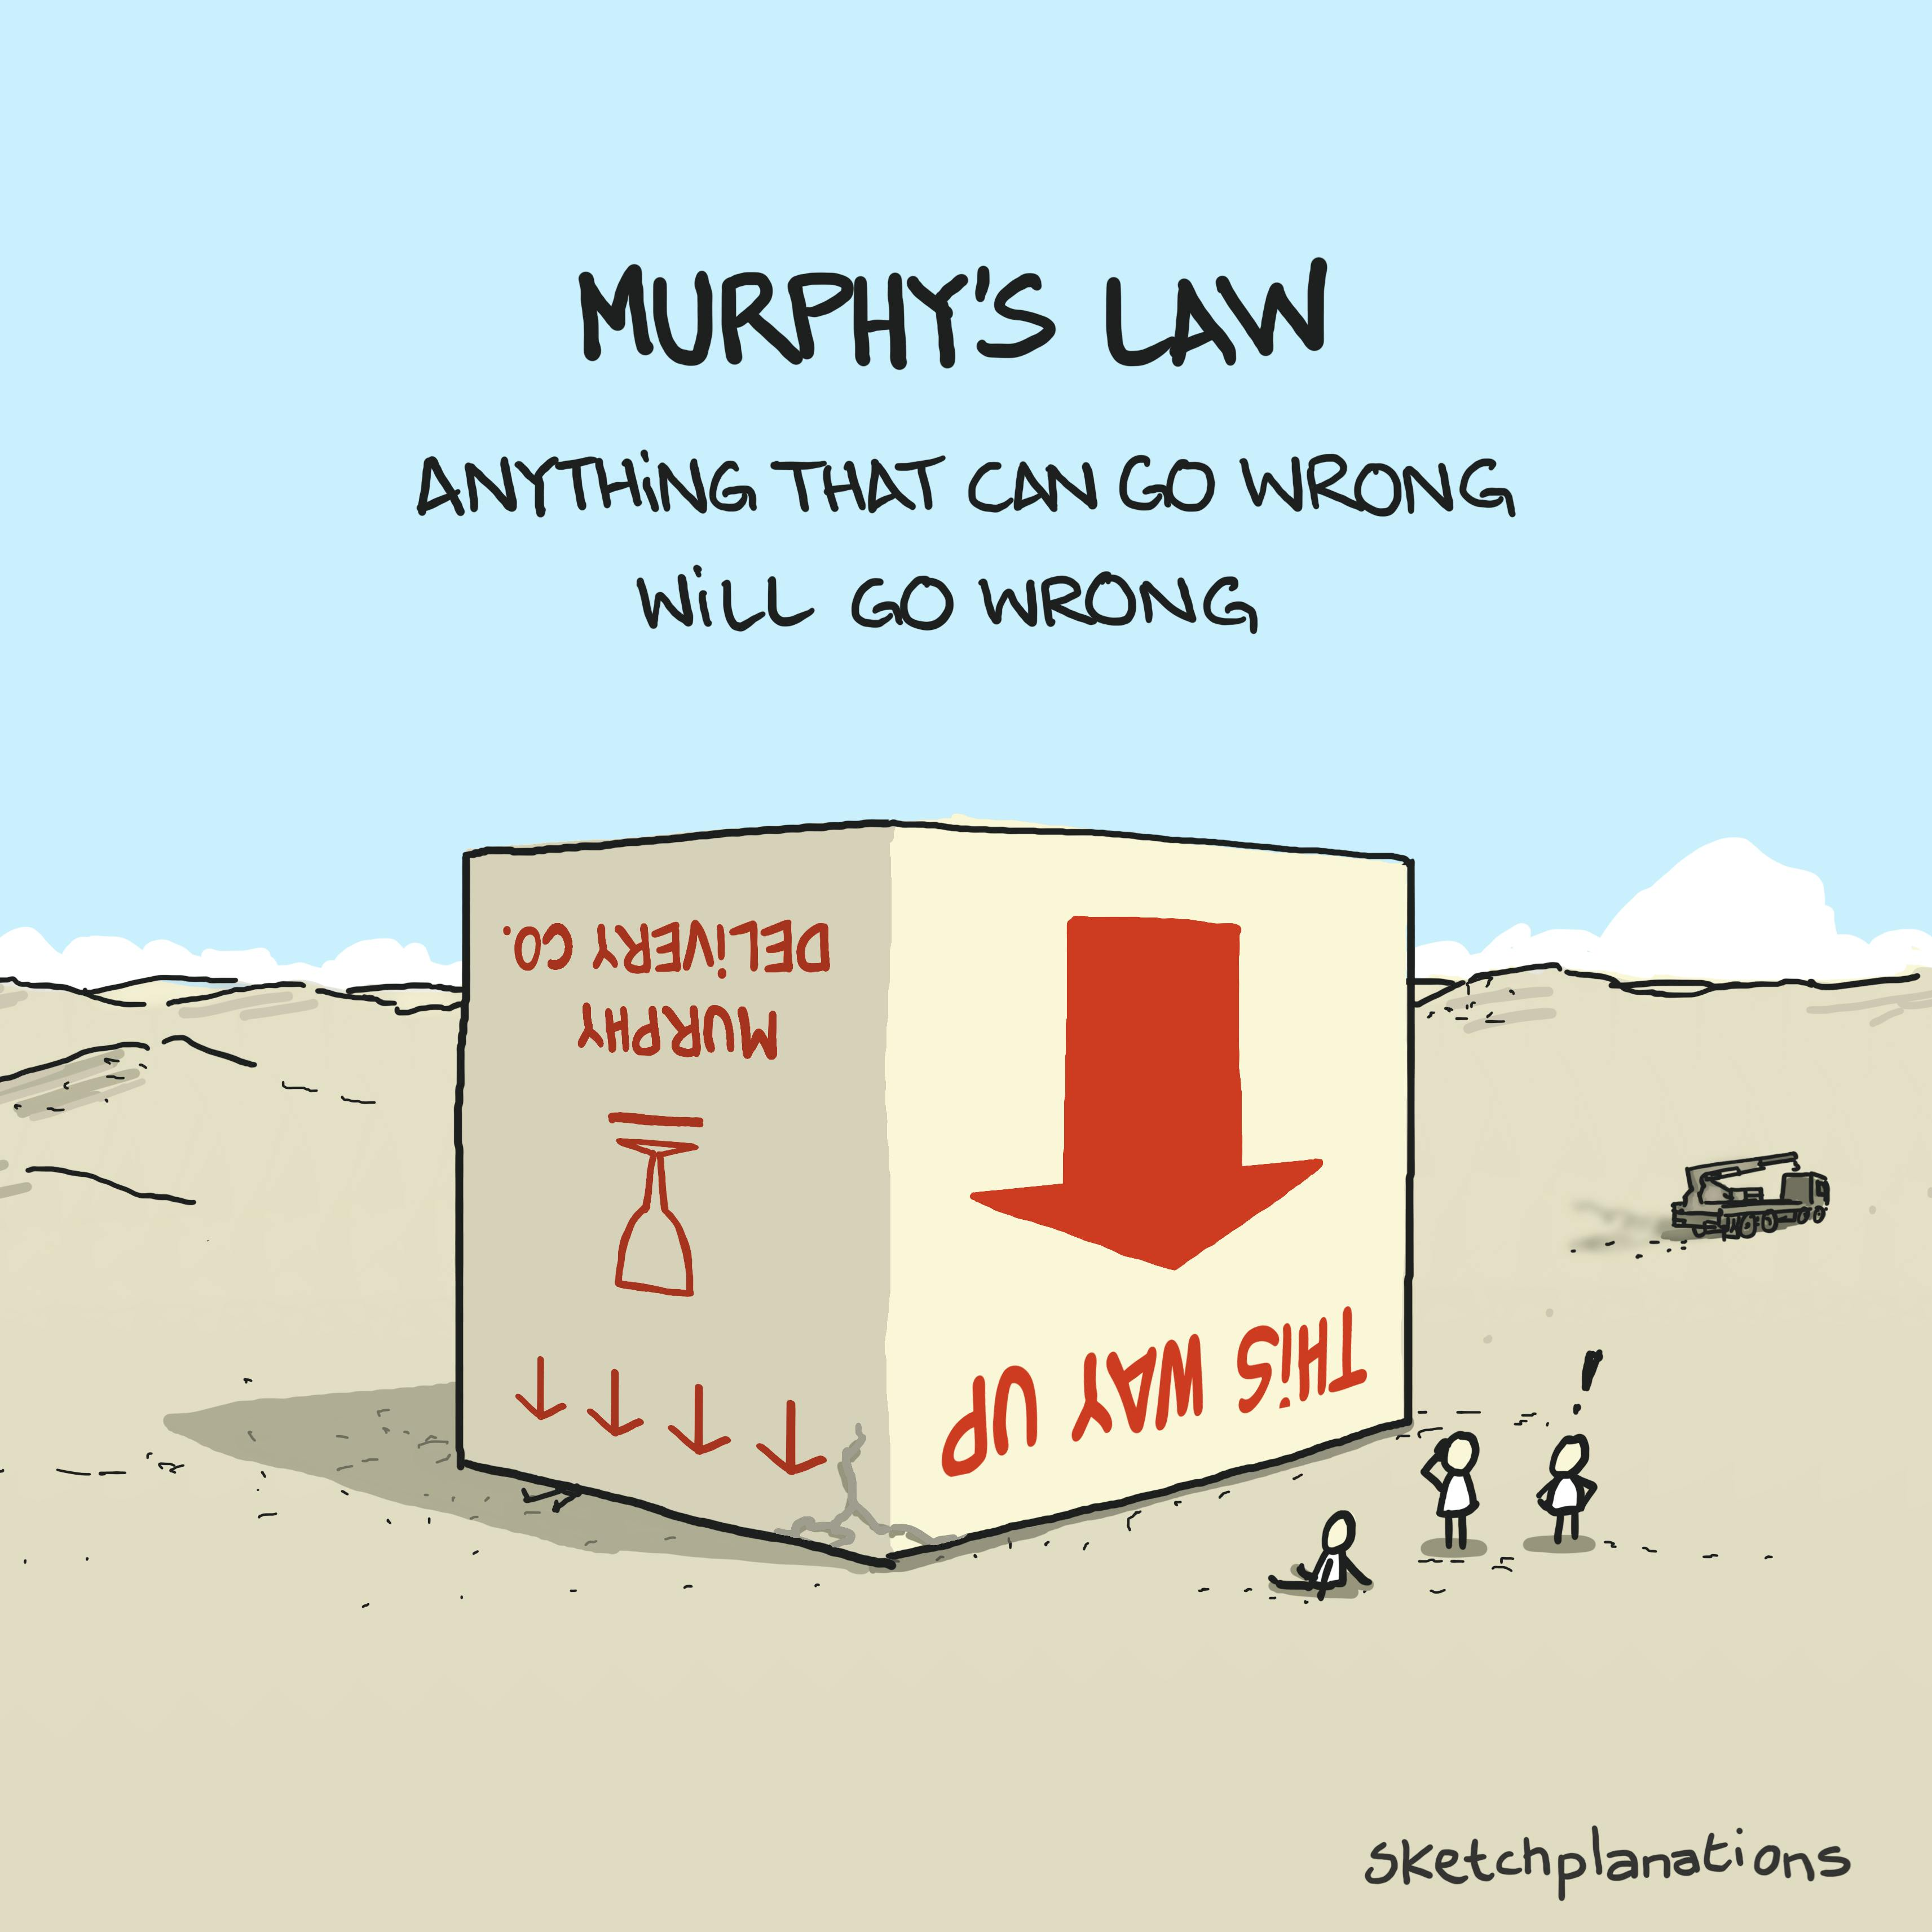 MURPHY'S LAW
ANYTHiNG THAT CAN GO WRONG
WiLL GO WRONG
MURPHY
DELiVERY CO.
THiS WAY UP
!
sketchplanations